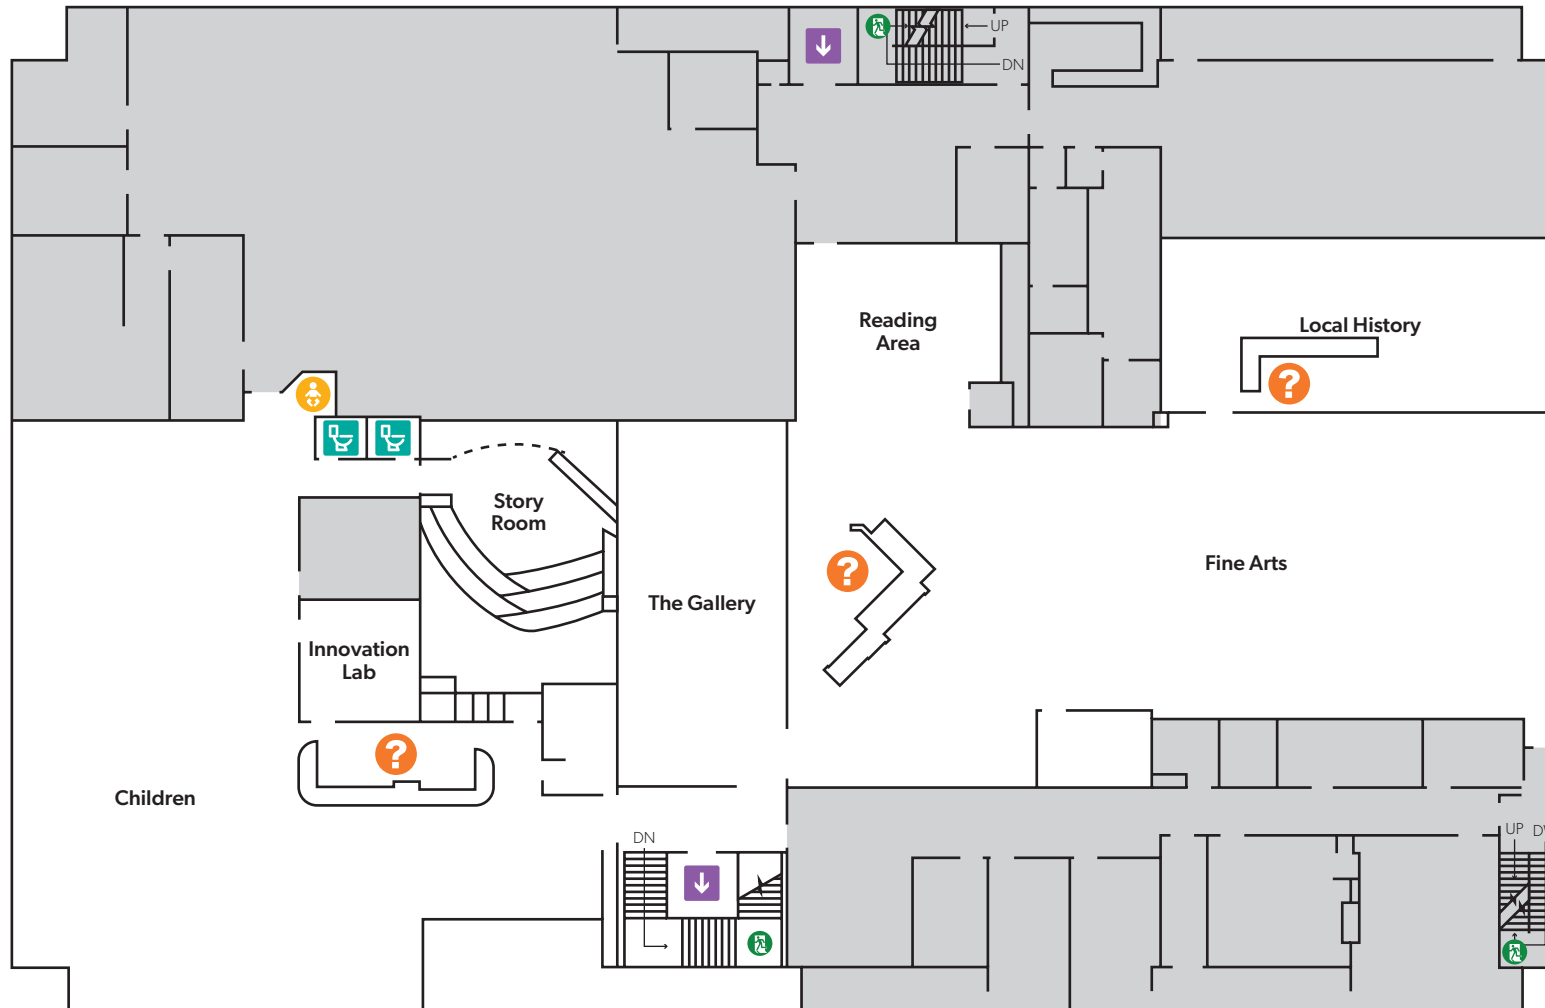 UP
DN
Reading
Area
Local History
?
Story
Room
?
Fine Arts
The Gallery
Innovation
Lab
?
Children
DN
UP